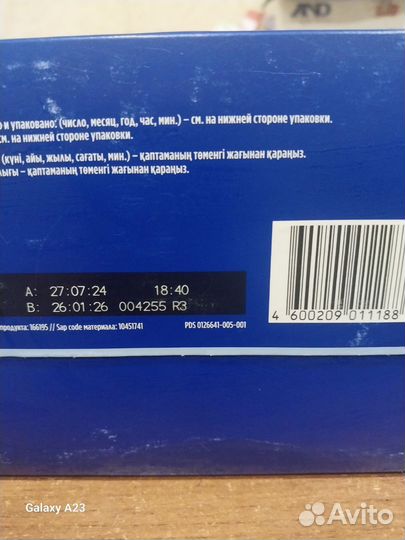 AND
и упаковано: (число, месяц, год, час, мин.) – см. на нижней стороне упаковки.
см. на нижней стороне упаковки.
(күні, айы, жылы, сағаты, мин.) – қаптаманың төменгі жағынан қараңыз.
– қаптаманың төменгі жағынан қараңыз.
A: 27:07:24 18:40
B: 26:01:26 004255 R3
продукта: 166195 // Sap code материала: 10451741 PDS 0126641-005-001
4 600209 011188
Galaxy A23
Avito